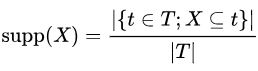 supp(X) = |{t ∈ T; X ⊆ t}| / |T|